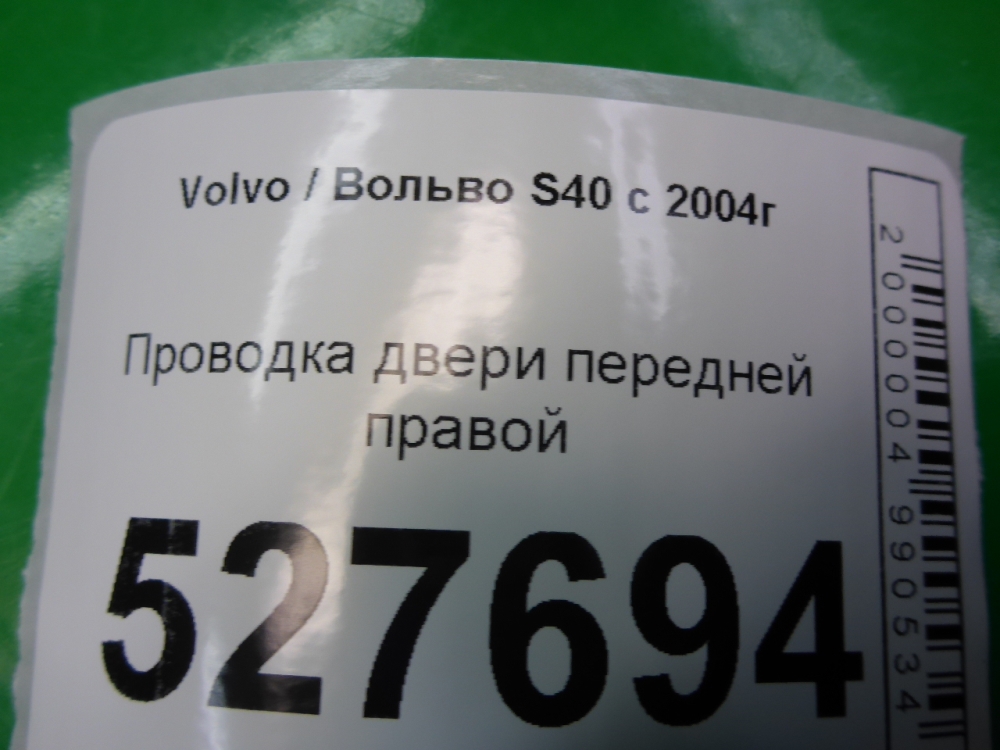 Volvo / Вольво S40 с 2004г
Проводка двери передней
правой
527694
2000004990534